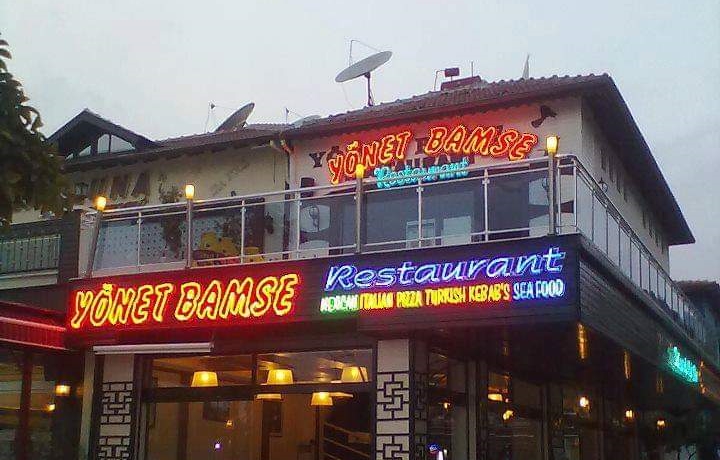 YÖNET BAMSE
Restaurant
YÖNET BAMSE Restaurant
MEXICAN ITALIAN PIZZA TURKISH KEBAB'S SEA FOOD